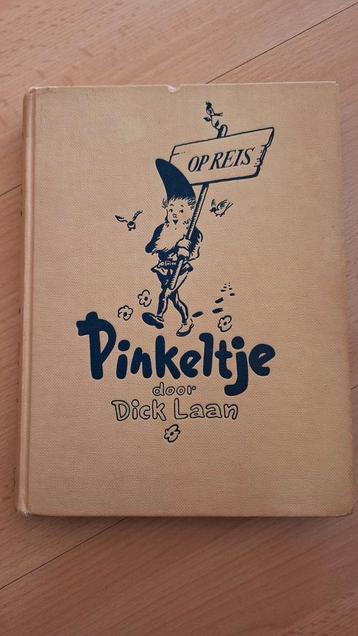 OP REIS
Pinkeltje
door
Dick Laan